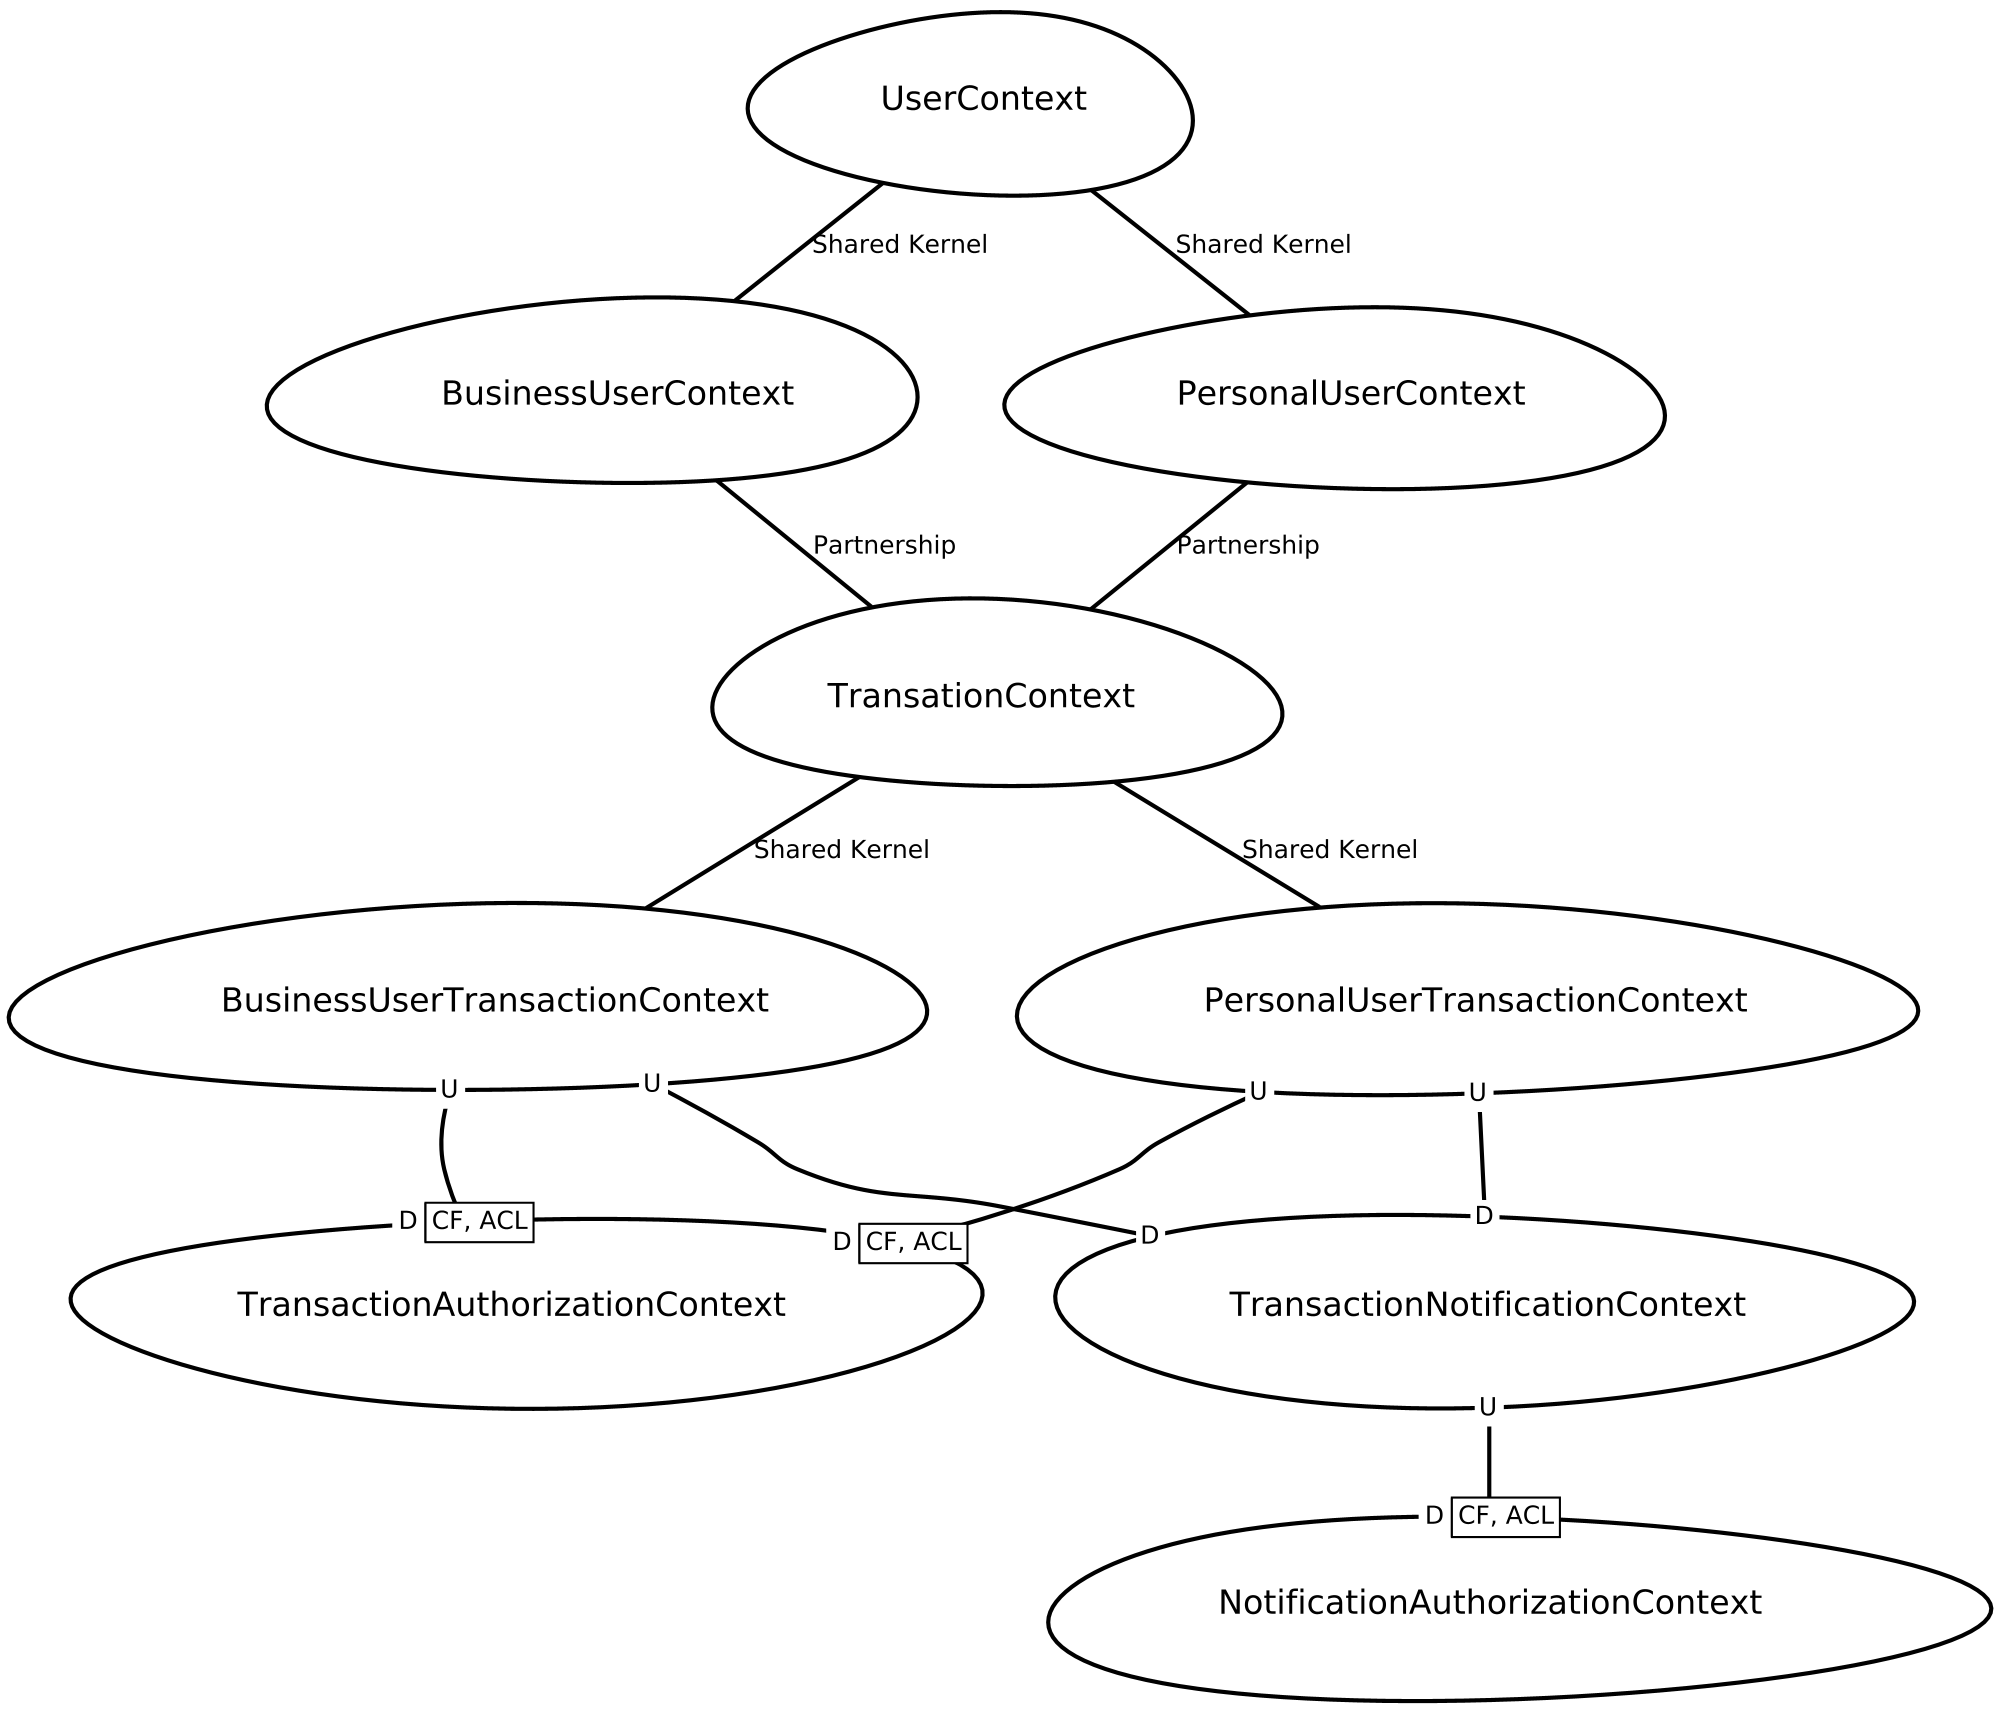 UserContext
Shared Kernel
Shared Kernel
BusinessUserContext
PersonalUserContext
Partnership
Partnership
TransationContext
Shared Kernel
Shared Kernel
BusinessUserTransactionContext
PersonalUserTransactionContext
U
U
U
U
D
CF, ACL
D
CF, ACL
D
D
TransactionAuthorizationContext
TransactionNotificationContext
U
D
CF, ACL
NotificationAuthorizationContext